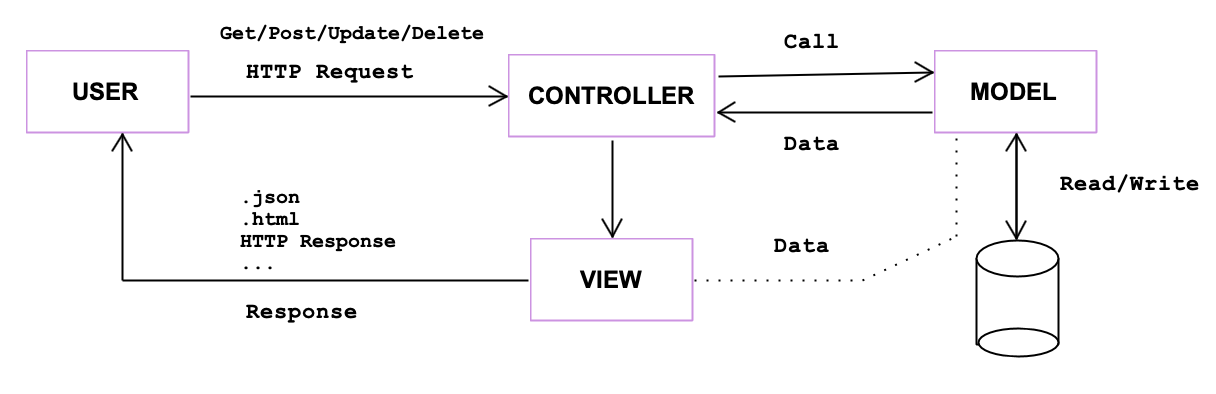 Get/Post/Update/Delete
HTTP Request
Call
USER
CONTROLLER
MODEL
Data
Read/Write
.json
.html
HTTP Response
...
Data
VIEW
Response